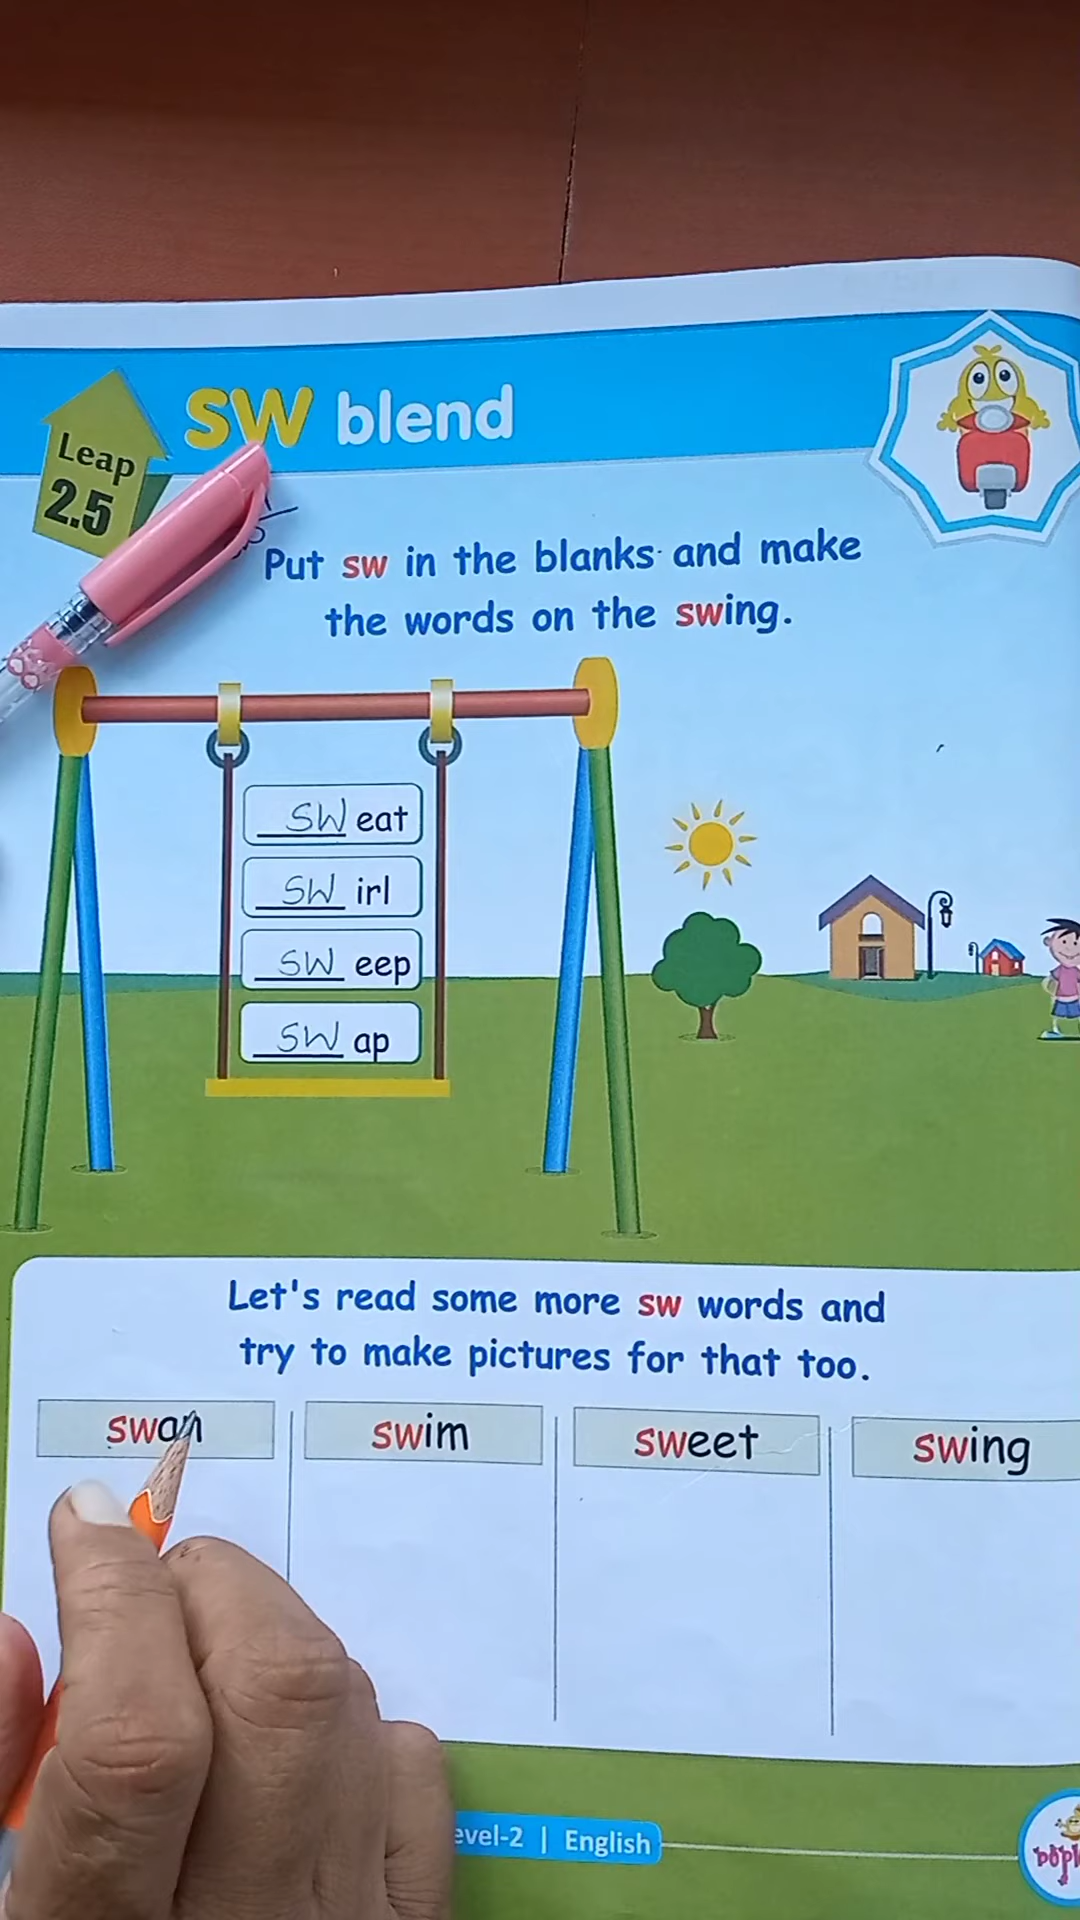 sw blend
Leap
2.5
Put sw in the blanks and make
the words on the swing.
sw eat
sw irl
sw eep
sw ap
Let's read some more sw words and
try to make pictures for that too.
swan swim sweet swing
evel-2 | English